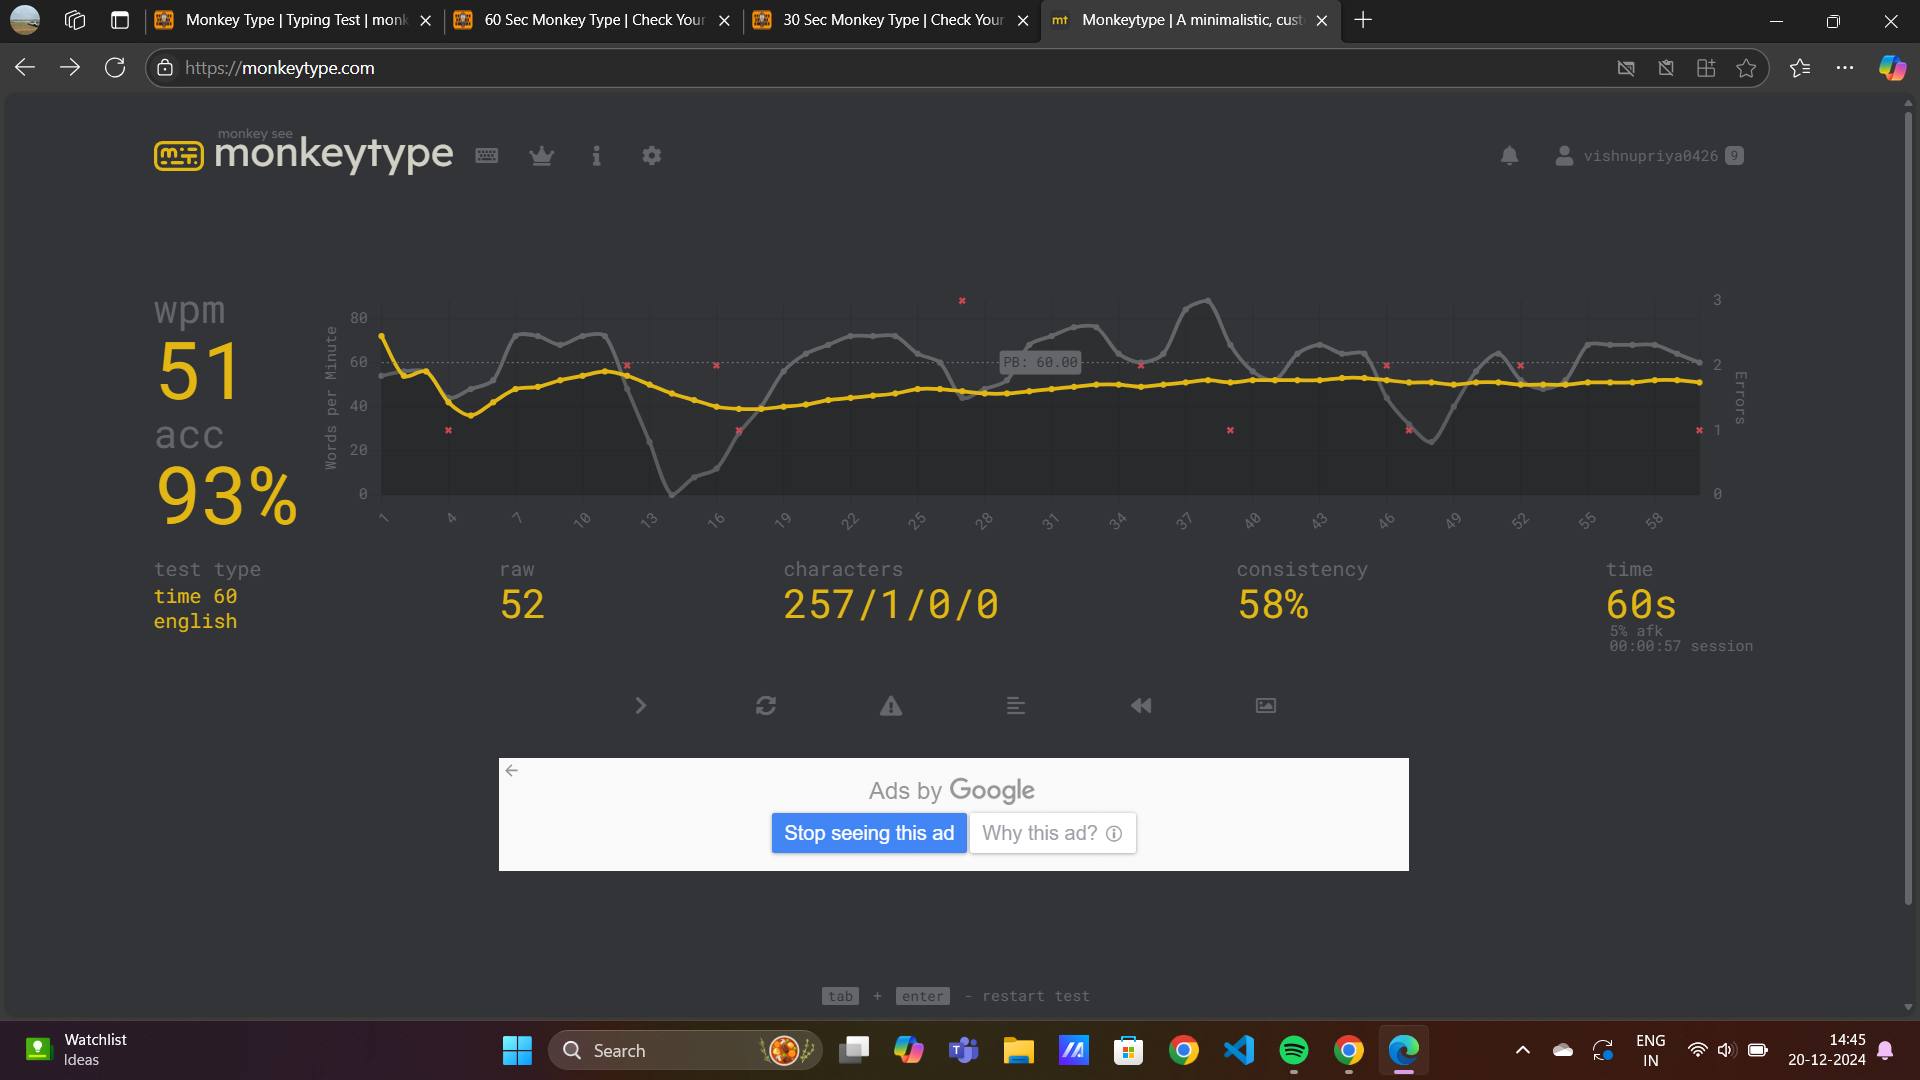 Monkey Type | Typing Test | monk
60 Sec Monkey Type | Check Your
30 Sec Monkey Type | Check Your
mt Monkeytype | A minimalistic, cust
https://monkeytype.com
monkey see
monkeytype
vishnupriya0426 9
wpm
51
acc
93%
Words per Minute
80
60
40
20
0
PB: 60.00
3
2
1
0
Errors
1 4 7 10 13 16 19 22 25 28 31 34 37 40 43 46 49 52 55 58
test type
time 60
english
raw
52
characters
257/1/0/0
consistency
58%
time
60s
5% afk
00:00:57 session
Ads by Google
Stop seeing this ad
Why this ad?
tab + enter - restart test
Watchlist
Ideas
Search
ENG
IN
14:45
20-12-2024